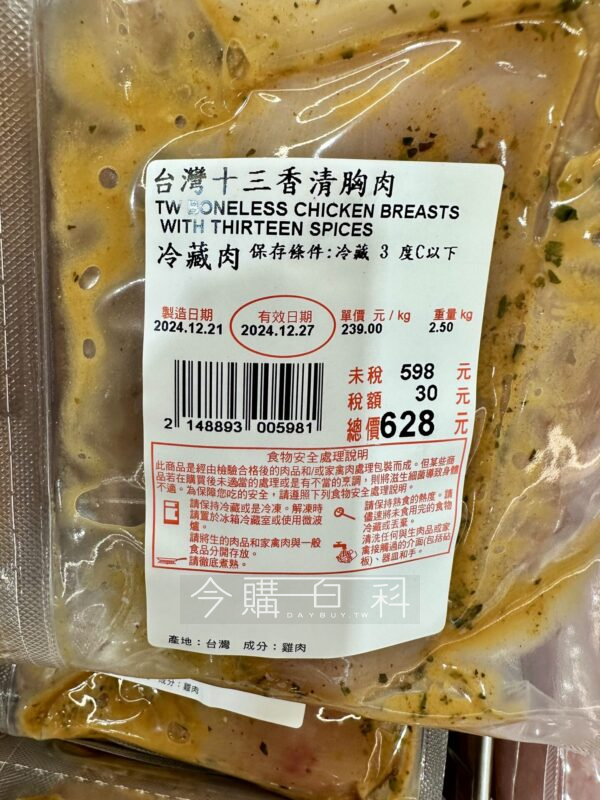 台灣十三香清胸肉
TW BONELESS CHICKEN BREASTS
WITH THIRTEEN SPICES
冷藏肉 保存條件:冷藏 3 度C以下
製造日期 有效日期 單價 元/kg 重量 kg
2024.12.21 2024.12.27 239.00 2.50
未稅 598 元
稅額 30 元
總價628 元
2 148893 005981
食物安全處理說明
此商品是經由檢驗合格後的肉品和/或家禽肉處理包裝而成。但某些商
品若在購買後未適當的處理或是有不當的烹調，則將滋生細菌導致身體
不適。為保障您吃的安全，請遵照下列食物安全處理說明。
請保持冷藏或是冷凍。解凍時
請置於冰箱冷藏室或使用微波
爐。
請將生的肉品和家禽肉與一般
食品分開存放。
請徹底煮熟。
請保持熟食的熱度。請
儘速將未食用完的食物
冷藏或丟棄。
清洗任何與生肉品或家
禽接觸過的介面(包括砧
板)、器皿和手。
今購百科
DAYBUY.TW
產地：台灣 成分：雞肉
成分：雞肉